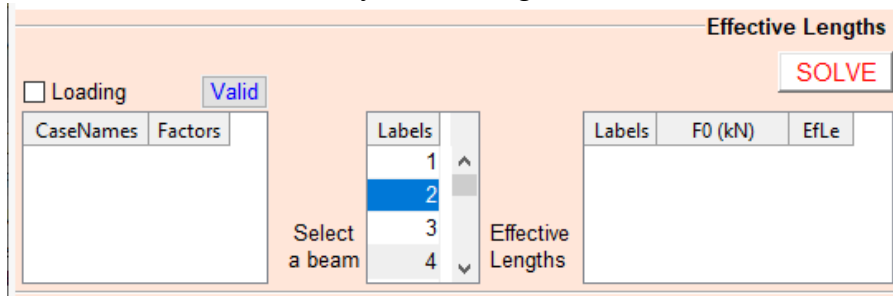 Effective Lengths
SOLVE
Loading
Valid
CaseNames Factors
Labels
1
2
3
4
Select
a beam
Effective
Lengths
Labels F0 (kN) EfLe